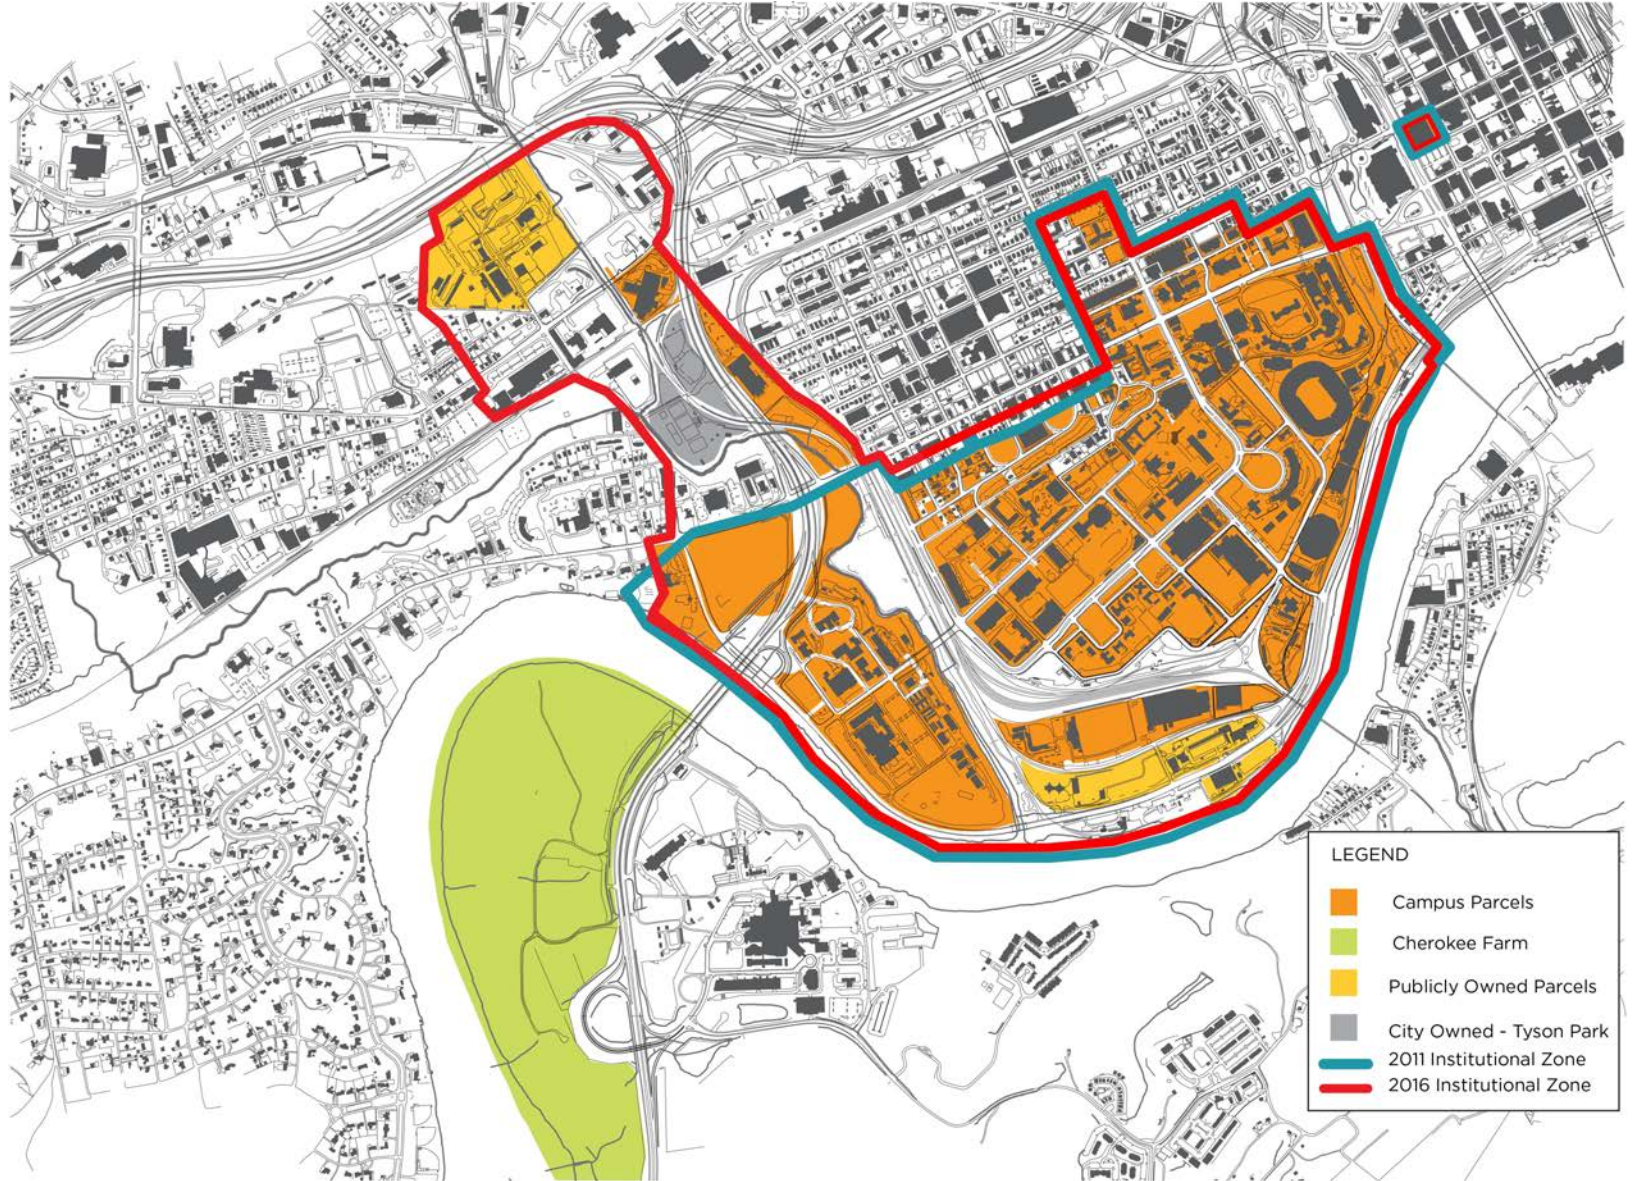 LEGEND
Campus Parcels
Cherokee Farm
Publicly Owned Parcels
City Owned - Tyson Park
2011 Institutional Zone
2016 Institutional Zone